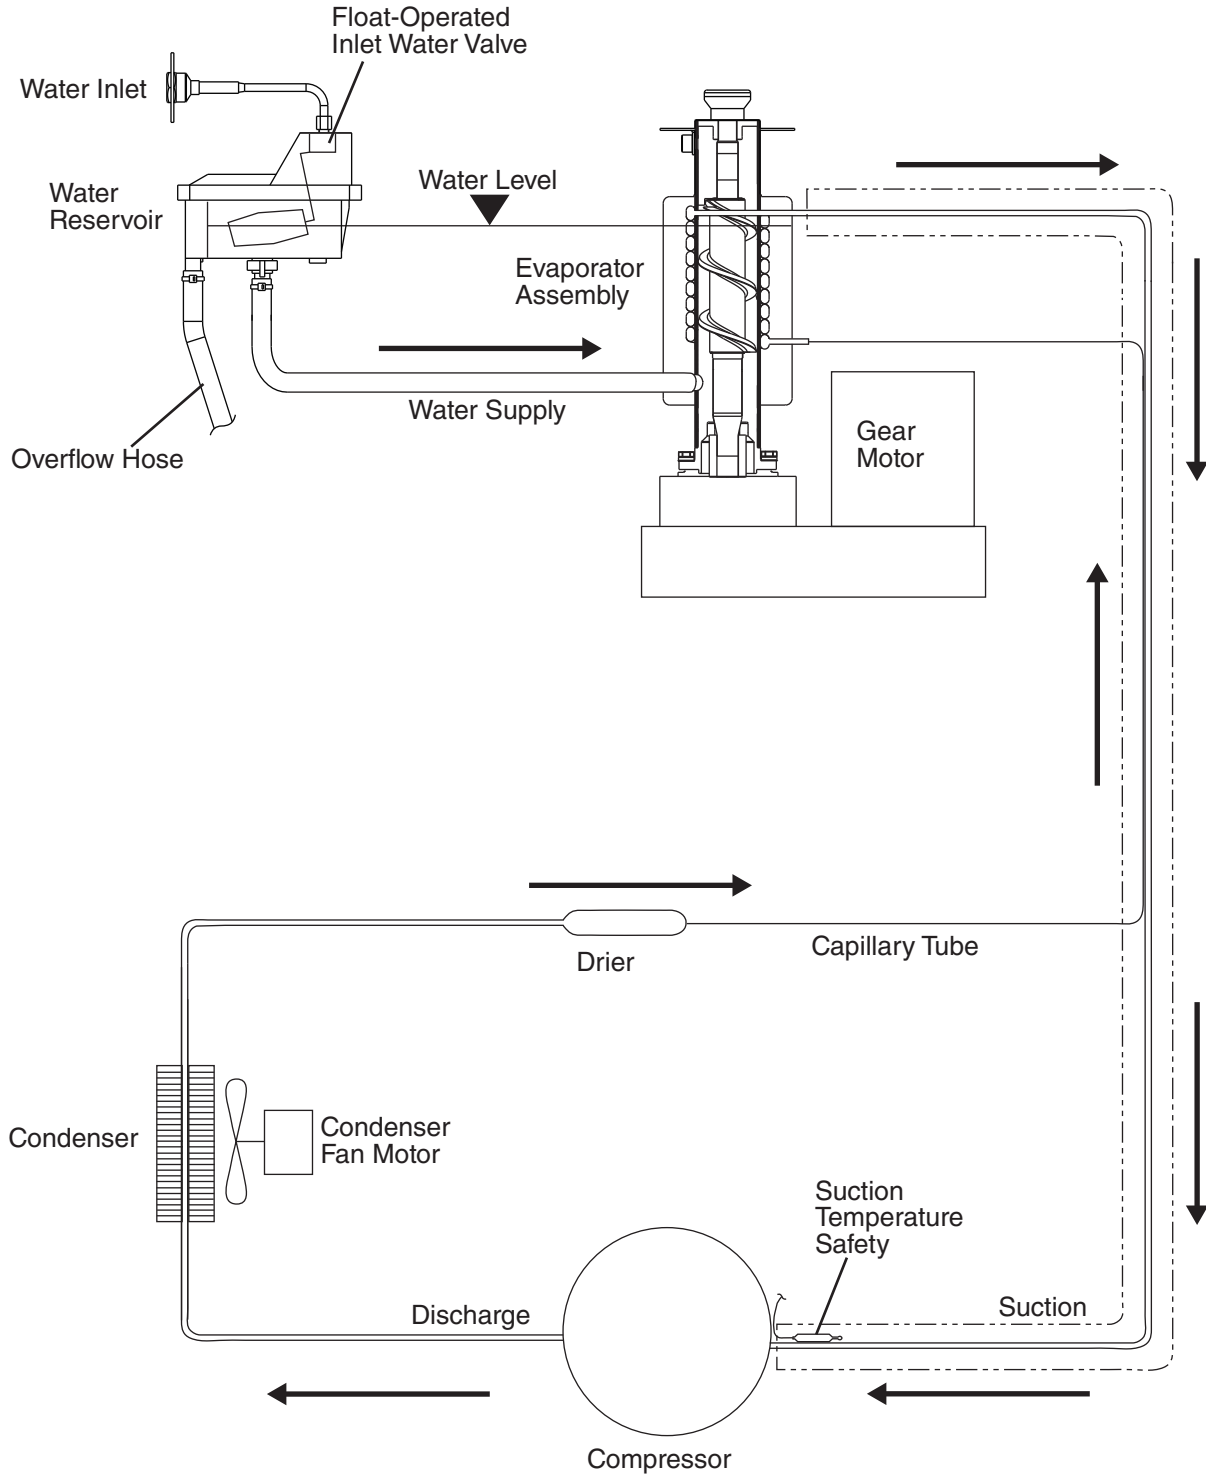 Float-Operated
Inlet Water Valve
Water Inlet
Water
Reservoir
Water Level
Evaporator
Assembly
Water Supply
Overflow Hose
Gear
Motor
Drier
Capillary Tube
Condenser
Condenser
Fan Motor
Suction
Temperature
Safety
Discharge
Suction
Compressor